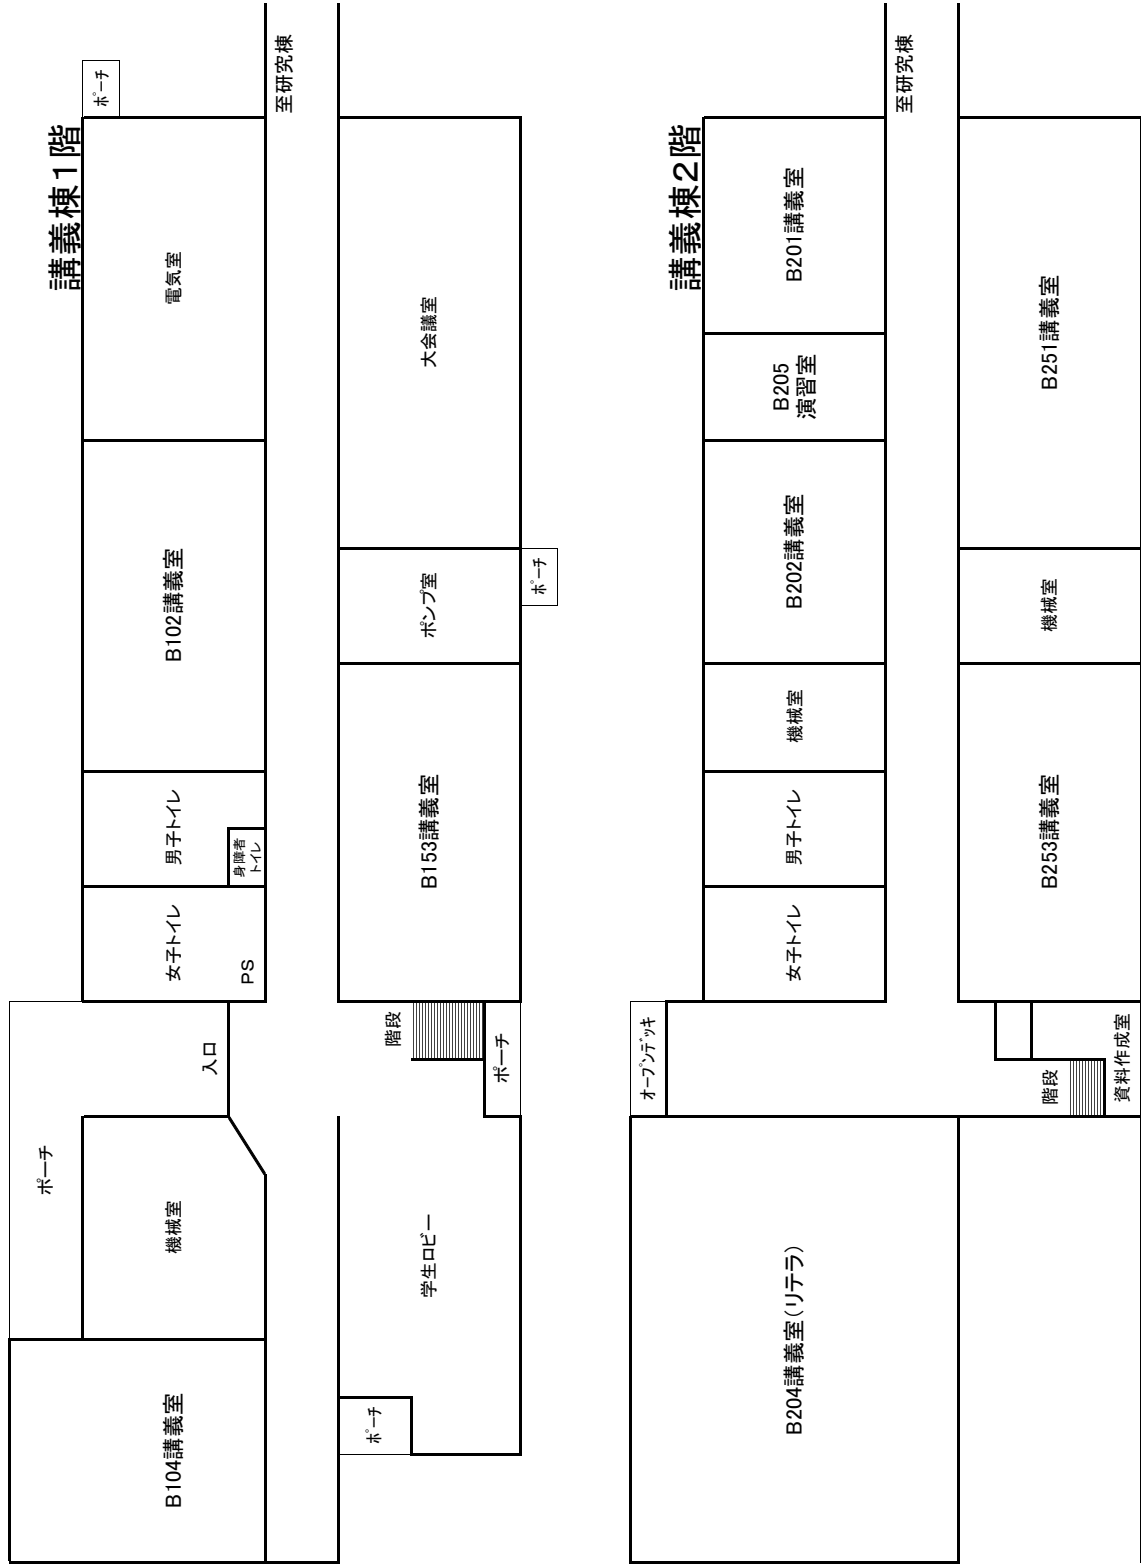 講義棟1階
ポーチ
B104講義室
機械室
入口
女子トイレ
PS
男子トイレ
身障者
トイレ
B102講義室
電気室
ポーチ
至研究棟
ポーチ
学生ロビー
階段
ポーチ
B153講義室
ポンプ室
ポーチ
大会議室
講義棟2階
B204講義室(リテラ)
オープンデッキ
女子トイレ
男子トイレ
機械室
B202講義室
B205
演習室
B201講義室
至研究棟
階段
資料作成室
B253講義室
機械室
B251講義室